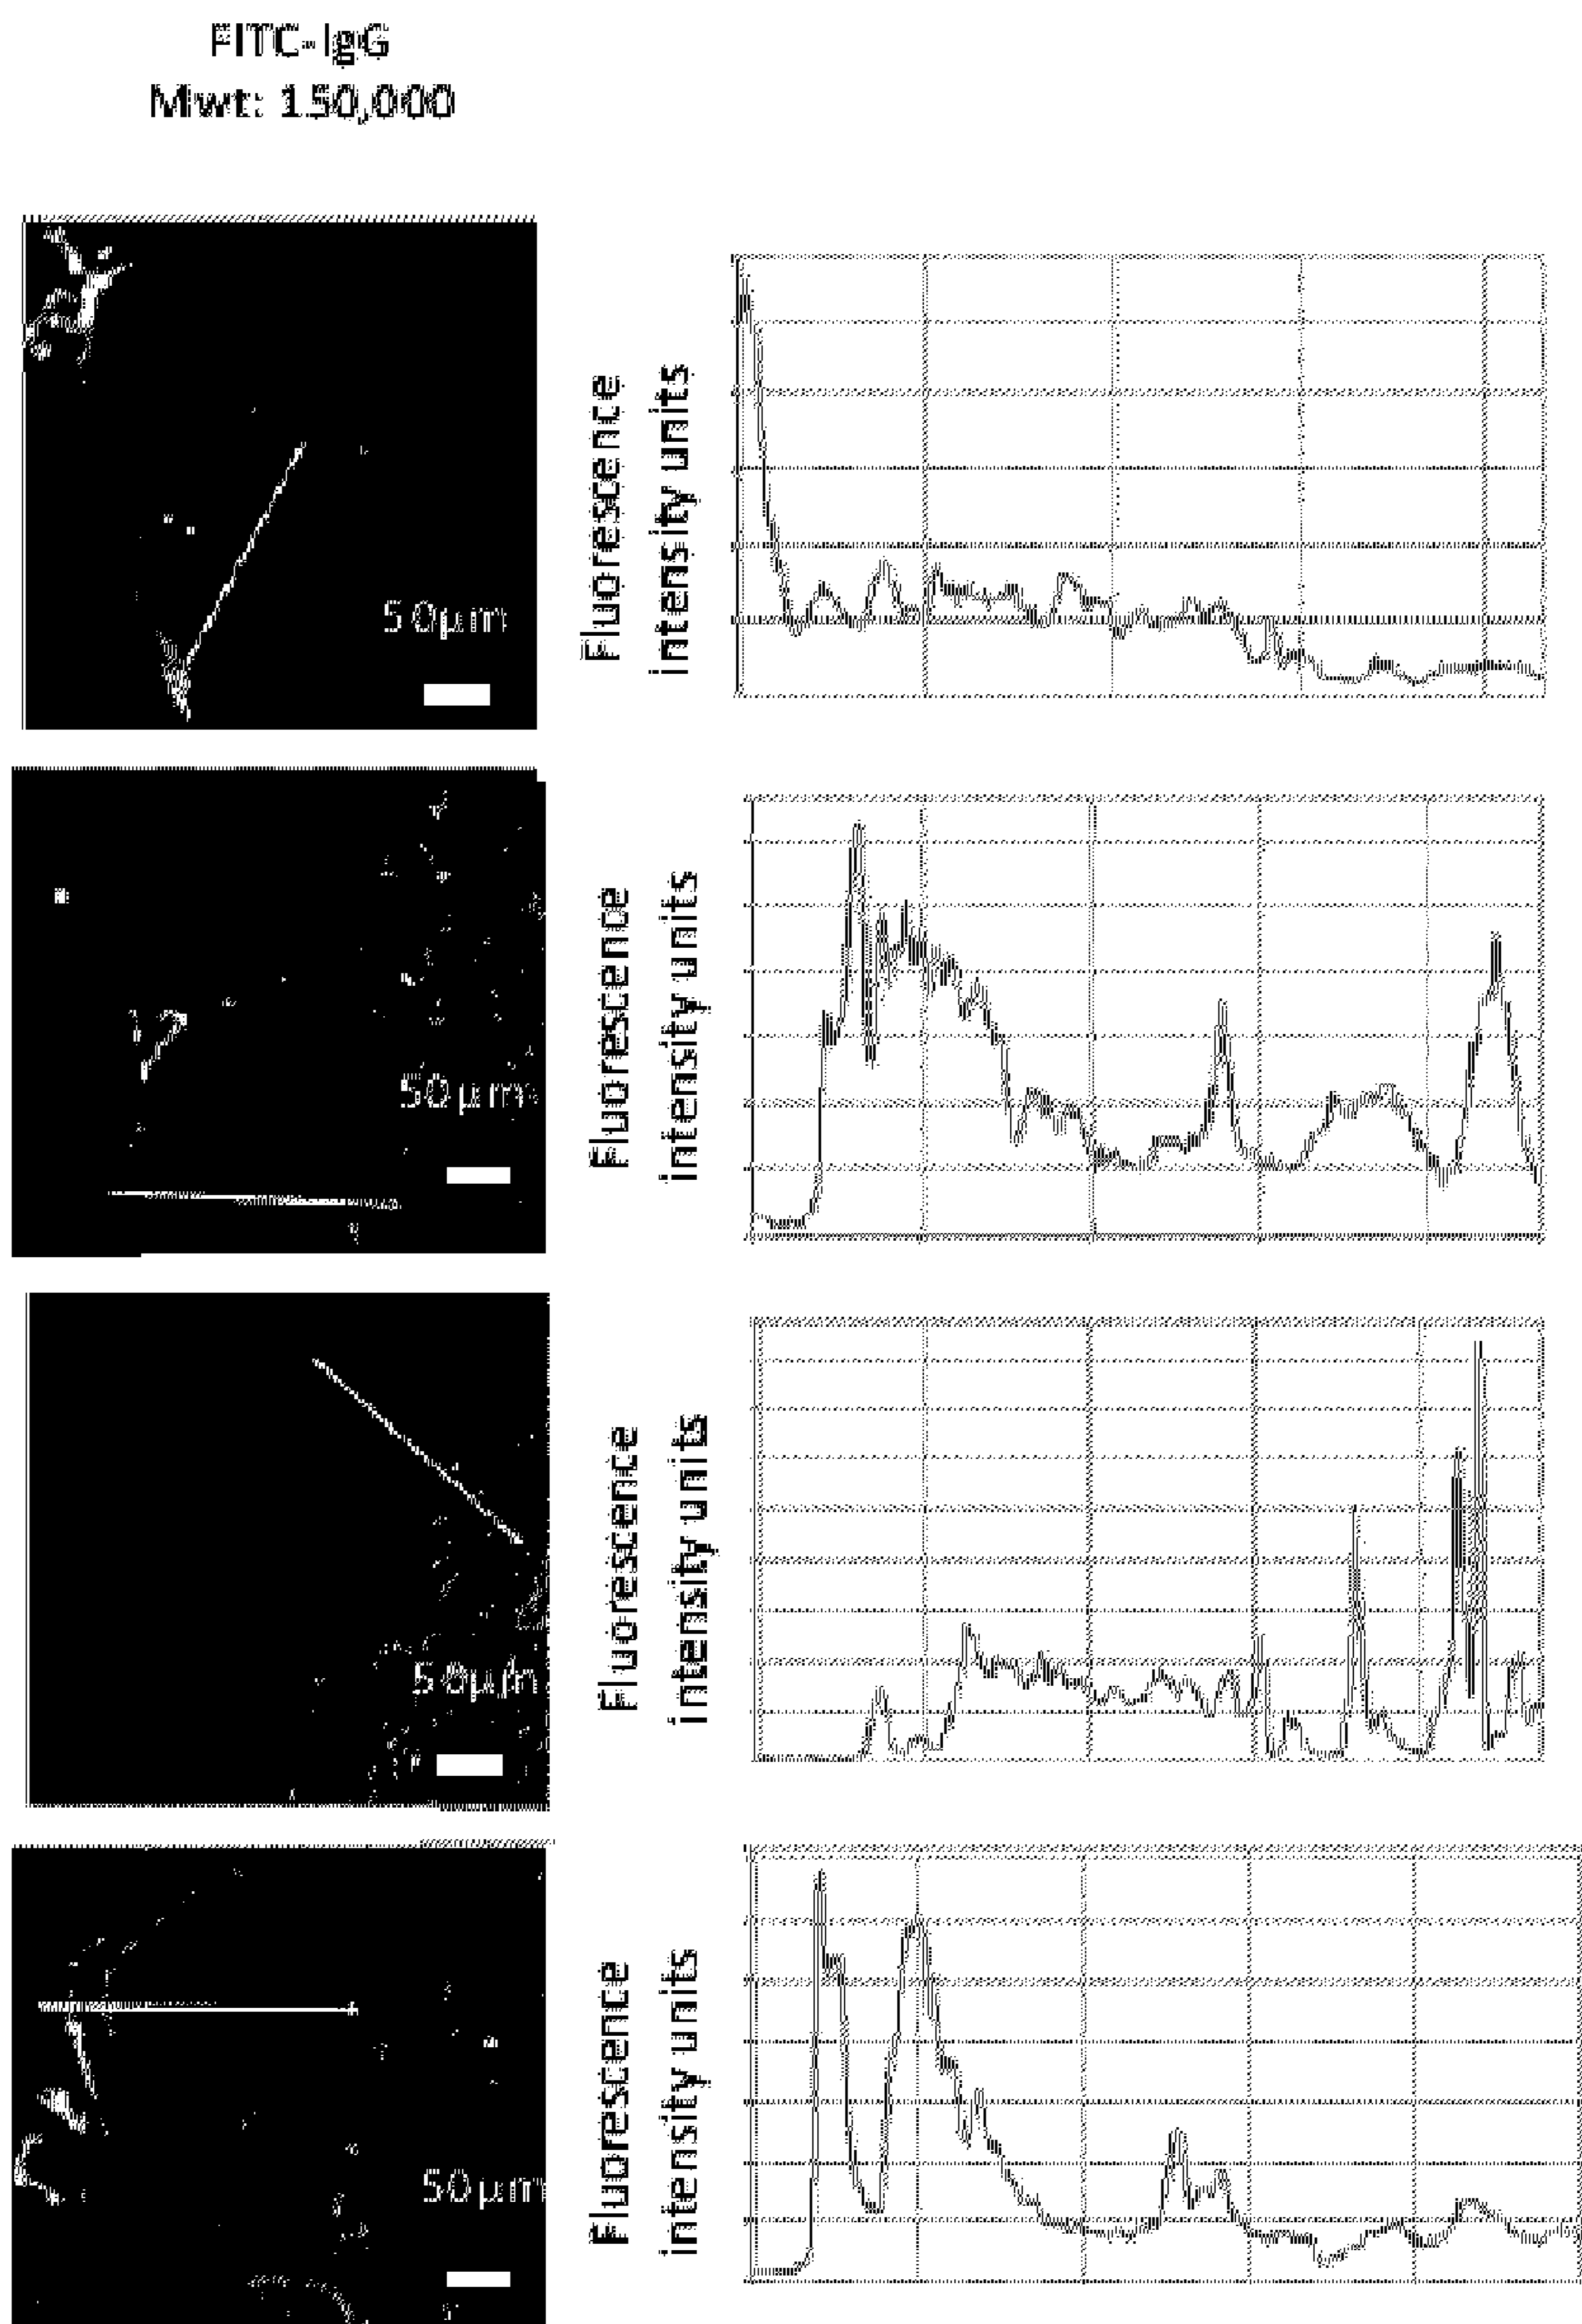 FITC-IgG
Mwt: 150,000
50µm
Fluorescence
intensity units
50µm
Fluorescence
intensity units
50µm
Fluorescence
intensity units
50µm
Fluorescence
intensity units